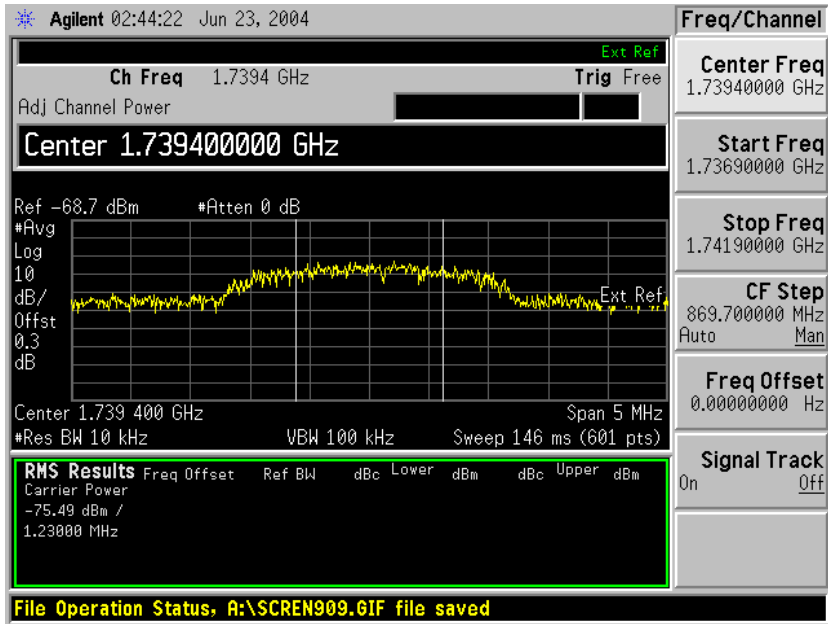 Agilent 02:44:22 Jun 23, 2004
Freq/Channel
Ext Ref
Ch Freq 1.7394 GHz
Trig Free
Adj Channel Power
Center 1.739400000 GHz
Ref -68.7 dBm #Atten 0 dB
#Avg
Log
10
dB/
Offst
0.3
dB
Ext Ref
Center 1.739 400 GHz
Span 5 MHz
#Res BW 10 kHz
VBW 100 kHz
Sweep 146 ms (601 pts)
RMS Results Freq Offset Ref BW dBc Lower dBm dBc Upper dBm
Carrier Power
-75.49 dBm /
1.23000 MHz
Center Freq
1.73940000 GHz
Start Freq
1.73690000 GHz
Stop Freq
1.74190000 GHz
CF Step
869.700000 MHz
Auto Man
Freq Offset
0.00000000 Hz
Signal Track
On Off
File Operation Status, A:\SCREN909.GIF file saved